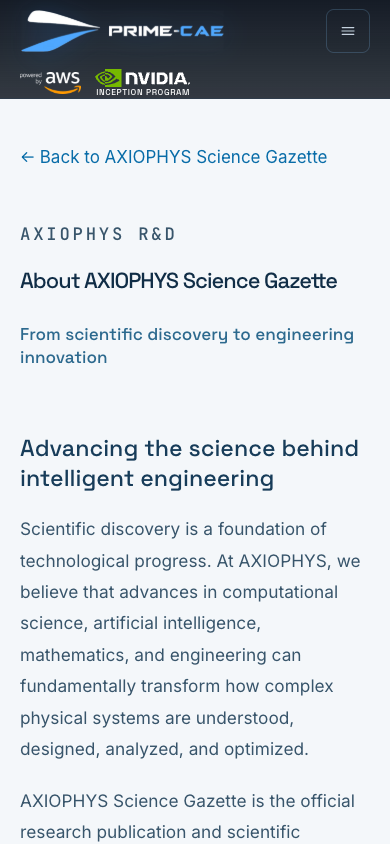 PRIME-CAE
powered by aws NVIDIA.
INCEPTION PROGRAM
← Back to AXIOPHYS Science Gazette
AXIOPHYS R&D
About AXIOPHYS Science Gazette
From scientific discovery to engineering
innovation
Advancing the science behind
intelligent engineering
Scientific discovery is a foundation of
technological progress. At AXIOPHYS, we
believe that advances in computational
science, artificial intelligence,
mathematics, and engineering can
fundamentally transform how complex
physical systems are understood,
designed, analyzed, and optimized.
AXIOPHYS Science Gazette is the official
research publication and scientific